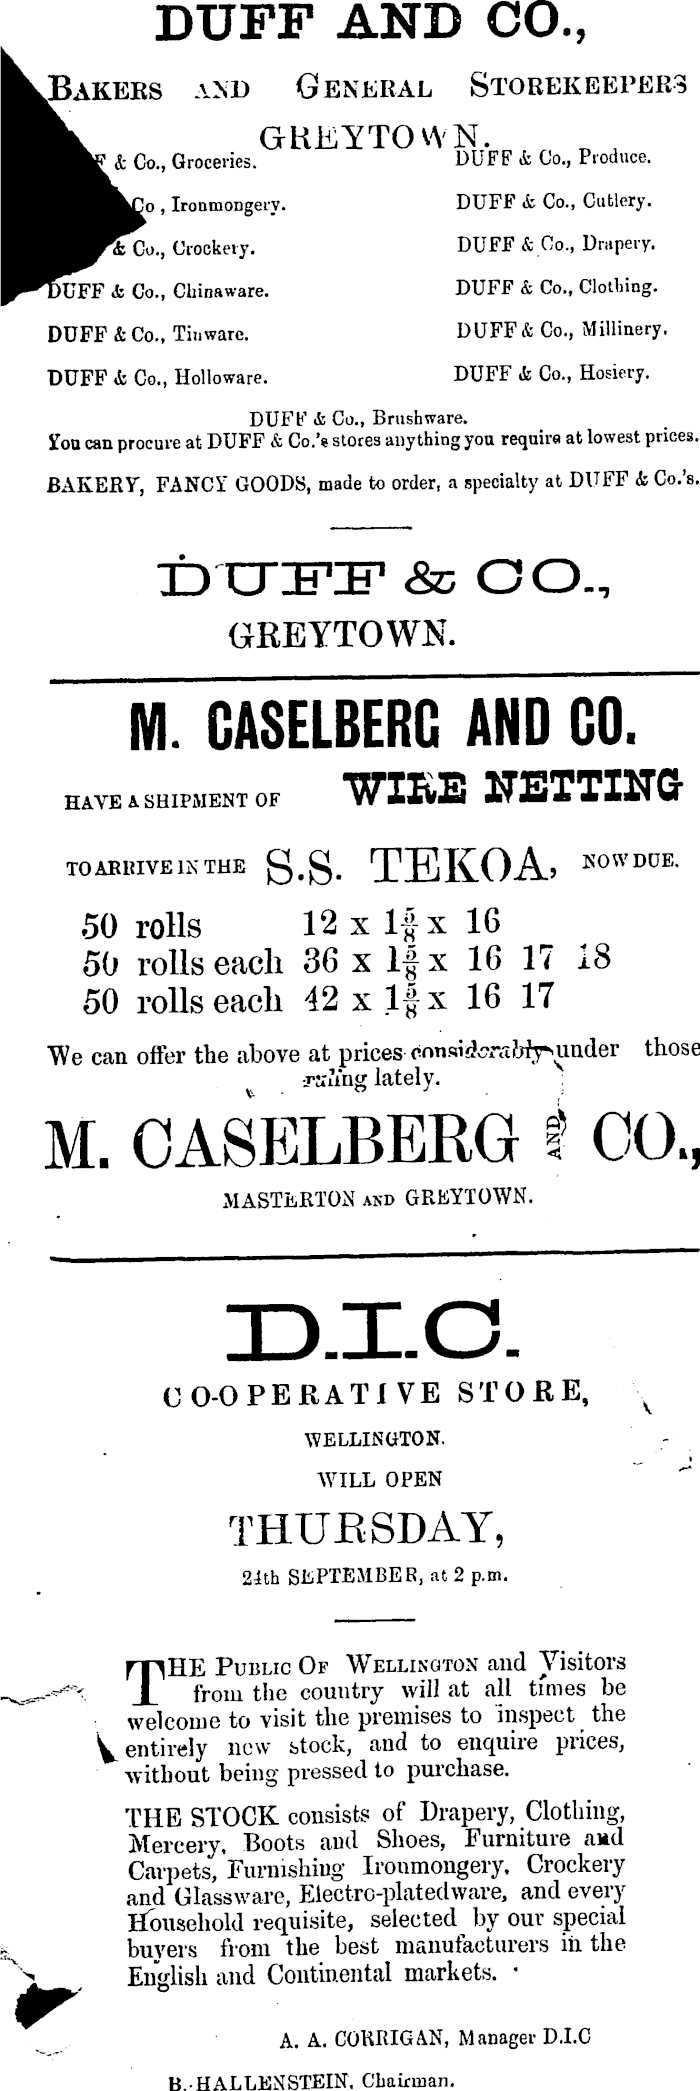 DUFF AND CO.,
BAKERS AND GENERAL STOREKEEPERS
GREYTOWN.
F & Co., Groceries. DUFF & Co., Produce.
Co , Ironmongery. DUFF & Co., Cutlery.
& Co., Crockery. DUFF & Co., Drapery.
DUFF & Co., Chinaware. DUFF & Co., Clothing.
DUFF & Co., Tinware. DUFF & Co., Millinery.
DUFF & Co., Holloware. DUFF & Co., Hosiery.
DUFF & Co., Brushware.
You can procure at DUFF & Co.'s stores anything you require at lowest prices.
BAKERY, FANCY GOODS, made to order, a specialty at DUFF & Co.'s.
DUFF & CO.,
GREYTOWN.
M. CASELBERG AND CO.
HAVE A SHIPMENT OF WIRE NETTING
TO ARRIVE IN THE S.S. TEKOA, NOW DUE.
50 rolls 12 x 1⅝ x 16
50 rolls each 36 x 1⅝ x 16 17 18
50 rolls each 42 x 1⅝ x 16 17
We can offer the above at prices considerably under those
ruling lately.
M. CASELBERG AND CO.,
MASTERTON AND GREYTOWN.
D.I.C.
CO-OPERATIVE STORE,
WELLINGTON.
WILL OPEN
THURSDAY,
24th SEPTEMBER, at 2 p.m.
THE PUBLIC OF WELLINGTON and Visitors
from the country will at all times be
welcome to visit the premises to inspect the
entirely new stock, and to enquire prices,
without being pressed to purchase.
THE STOCK consists of Drapery, Clothing,
Mercery, Boots and Shoes, Furniture and
Carpets, Furnishing Ironmongery, Crockery
and Glassware, Electro-platedware, and every
Household requisite, selected by our special
buyers from the best manufacturers in the
English and Continental markets.
A. A. CORRIGAN, Manager D.I.C
B. HALLENSTEIN, Chairman.